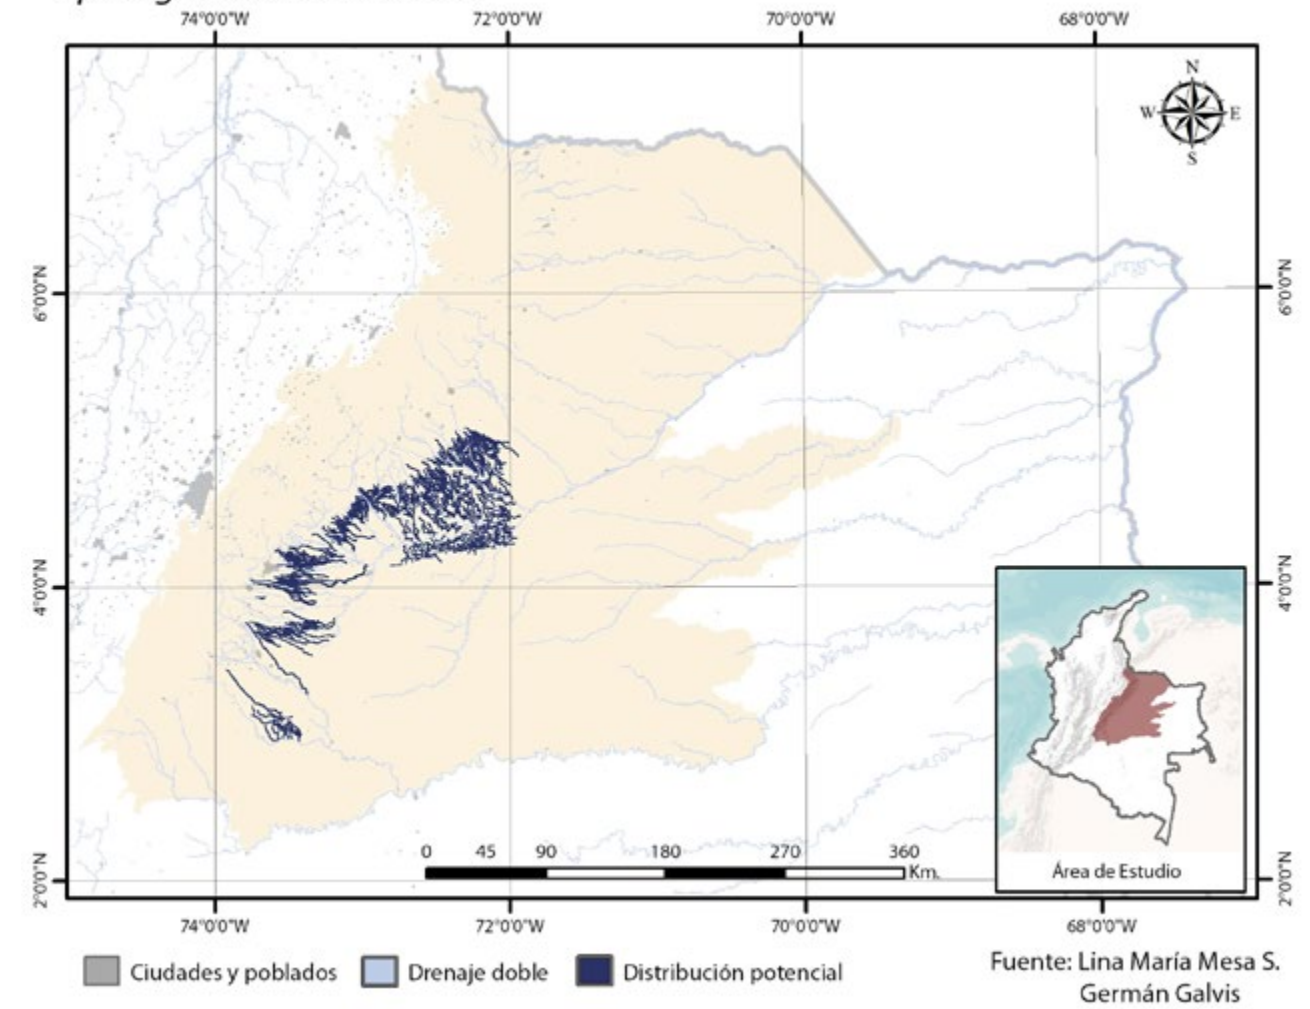 74°0'0"W 72°0'0"W 70°0'0"W 68°0'0"W
N
W E
S
6°0'0"N 6°0'0"N
4°0'0"N 4°0'0"N
2°0'0"N 2°0'0"N
0 45 90 180 270 360
Km.
Área de Estudio
74°0'0"W 72°0'0"W 70°0'0"W 68°0'0"W
Ciudades y poblados Drenaje doble Distribución potencial
Fuente: Lina María Mesa S.
Germán Galvis